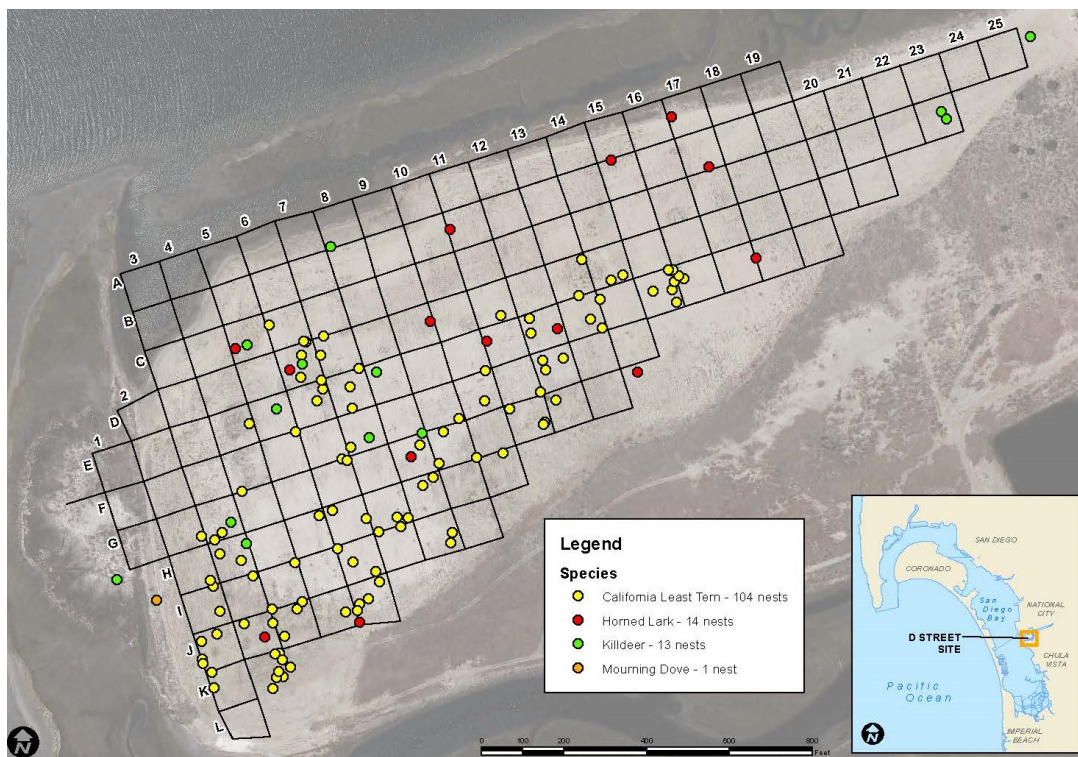 1
2
3
4
5
6
7
8
9
10
11
12
13
14
15
16
17
18
19
20
21
22
23
24
25
A
B
C
D
E
F
G
H
I
J
K
L
Legend
Species
California Least Tern - 104 nests
Horned Lark - 14 nests
Killdeer - 13 nests
Mourning Dove - 1 nest
N
0 100 200 400 600 800
Feet
SAN DIEGO
CORONADO
San
Diego
Bay
NATIONAL
CITY
D STREET
SITE
CHULA
VISTA
Pacific
Ocean
IMPERIAL
BEACH
N